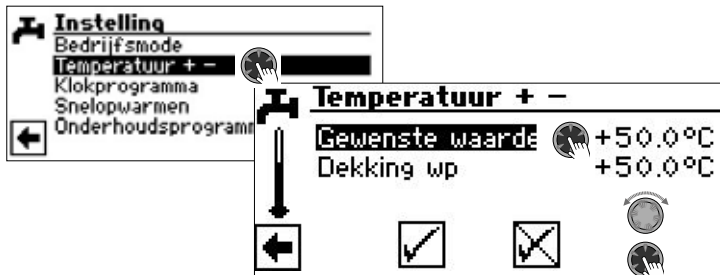 Instelling
Bedrijfsmode
Temperatuur + -
Klokprogramma
Snelopwarmen
Temperatuur + -
Gewenste waarde +50.0°C
Dekking wp +50.0°C